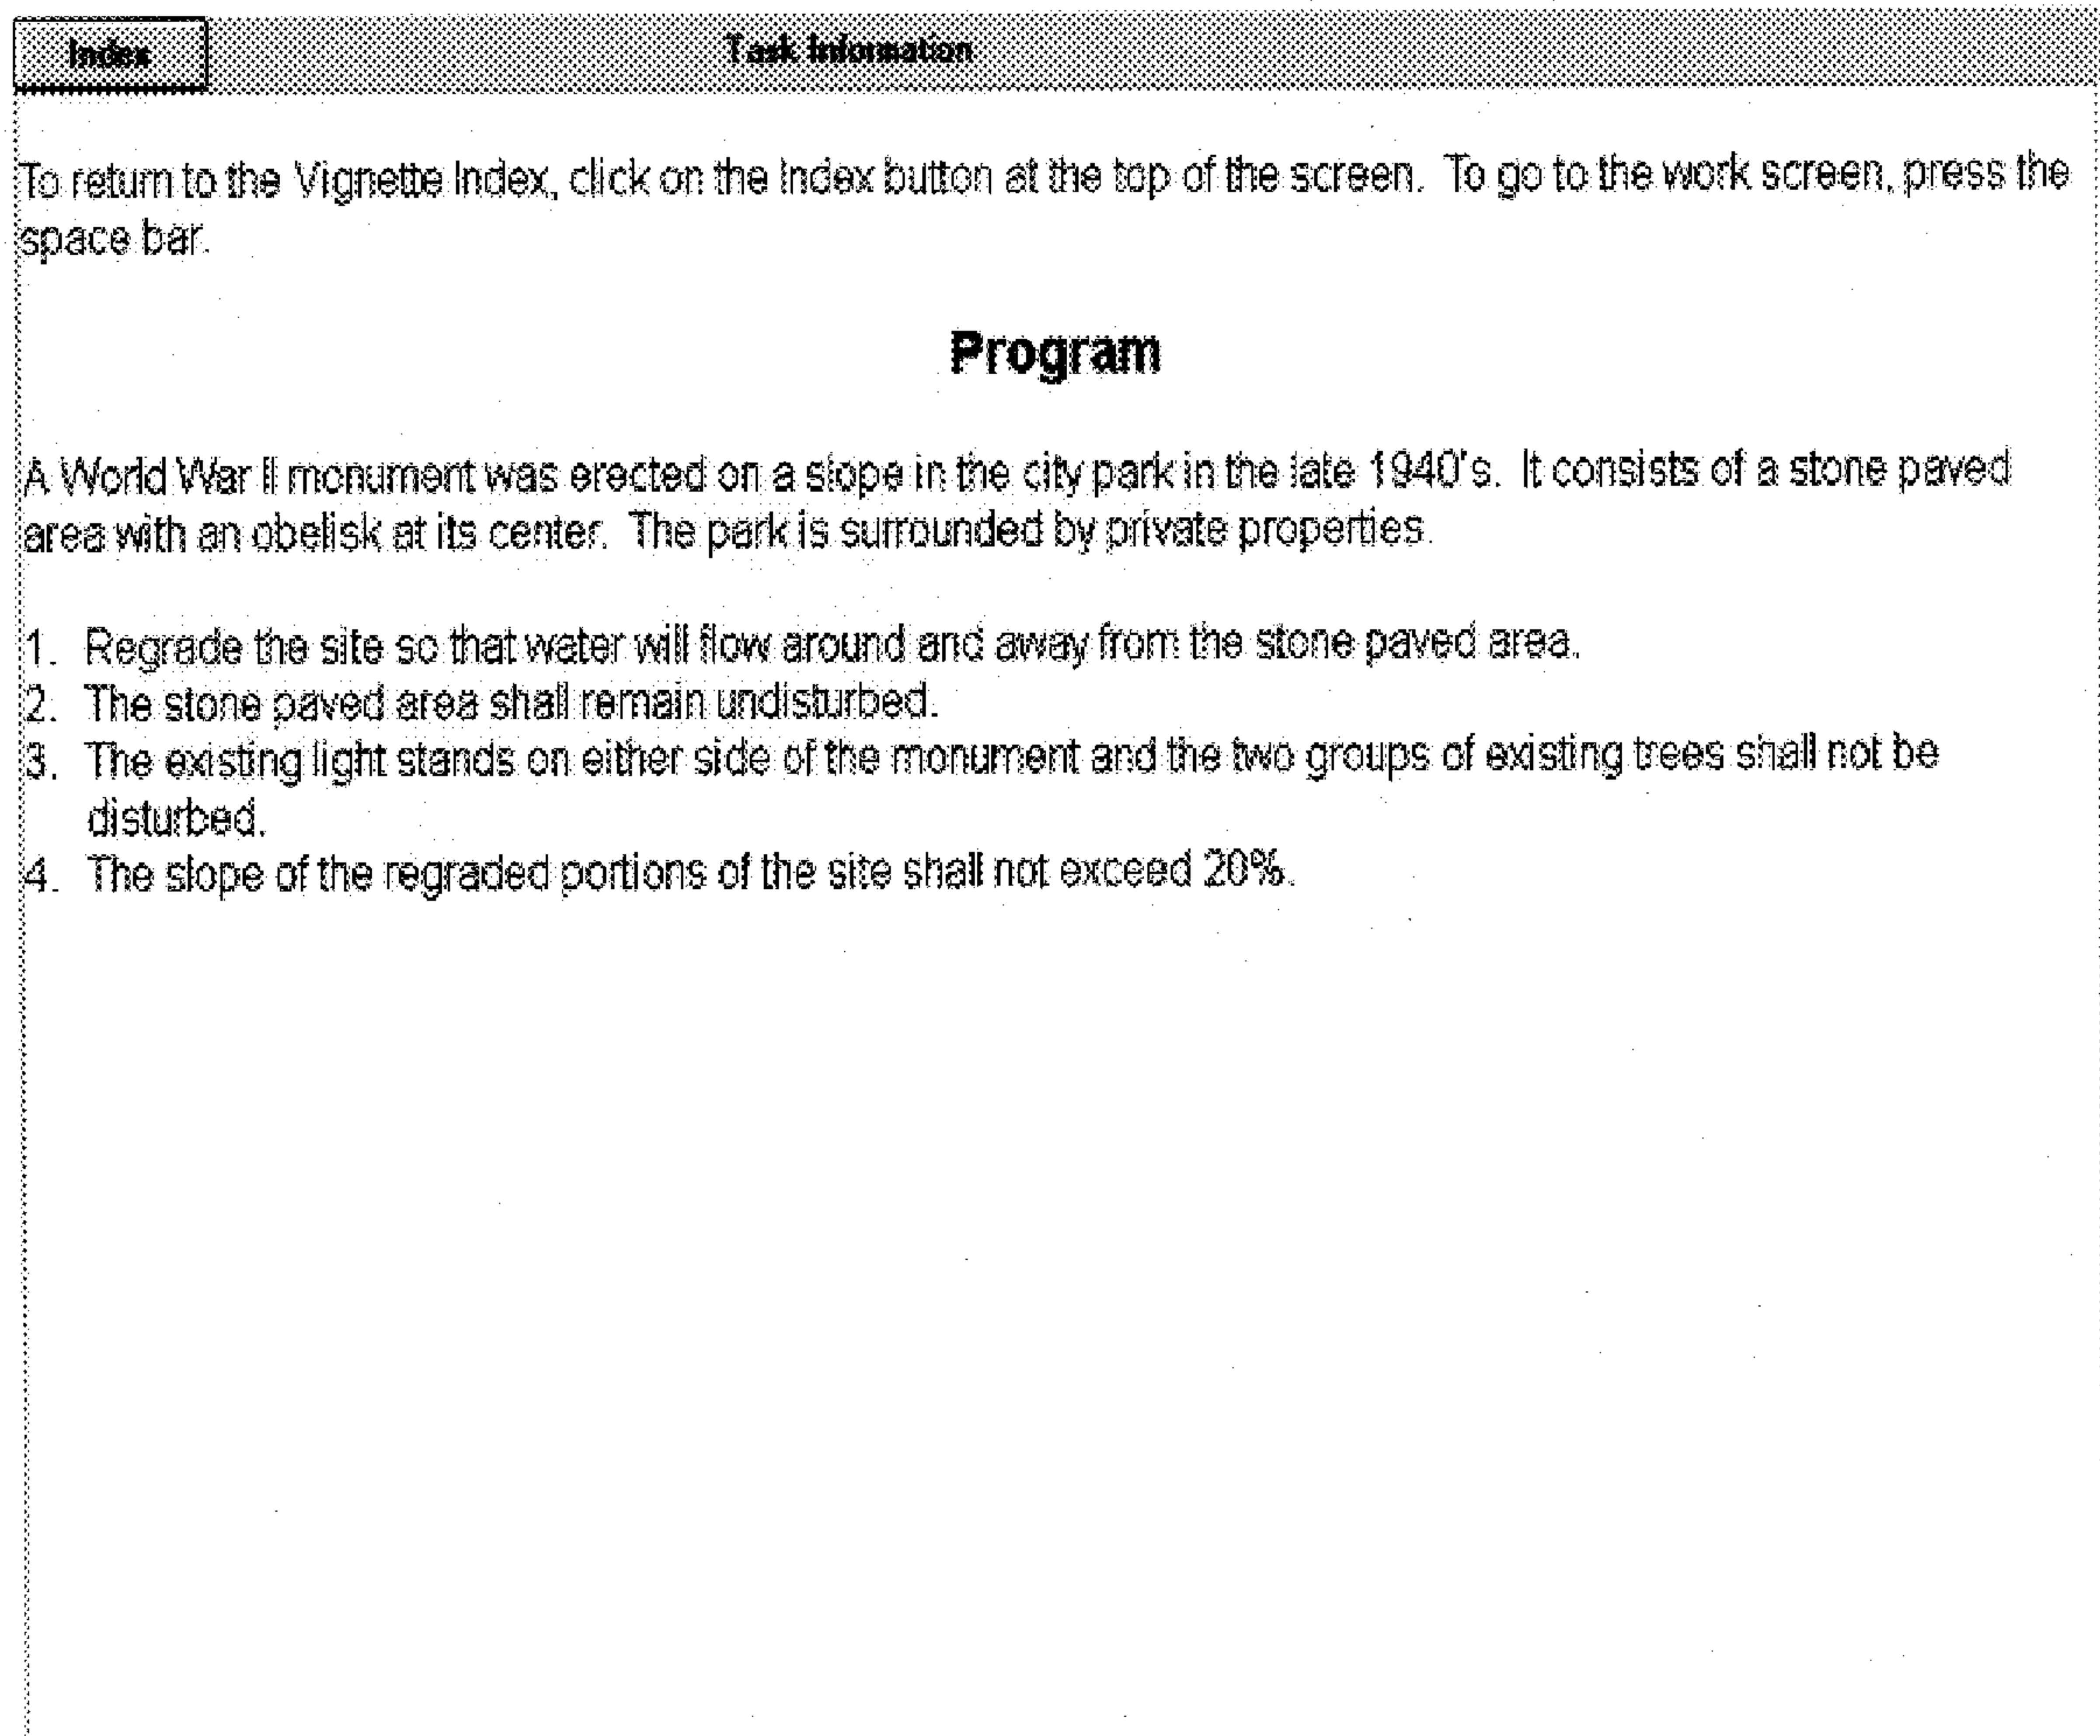 Index
Task Information
To return to the Vignette Index, click on the Index button at the top of the screen. To go to the work screen, press the
space bar.
Program
A World War II monument was erected on a slope in the city park in the late 1940's. It consists of a stone paved
area with an obelisk at its center. The park is surrounded by private properties.
1. Regrade the site so that water will flow around and away from the stone paved area.
2. The stone paved area shall remain undisturbed.
3. The existing light stands on either side of the monument and the two groups of existing trees shall not be
disturbed.
4. The slope of the regraded portions of the site shall not exceed 20%.